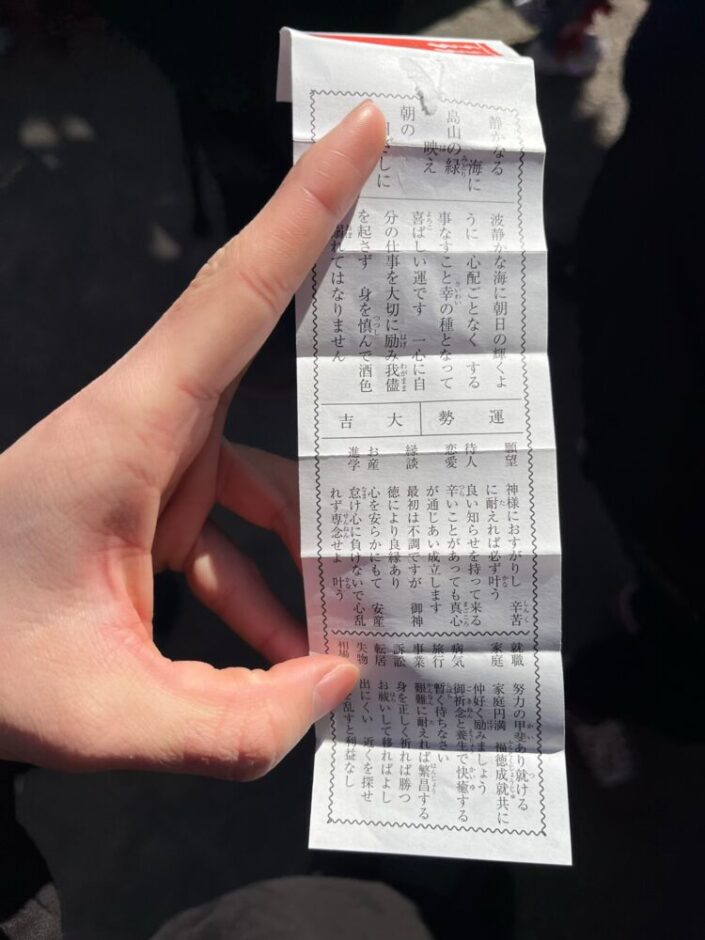 静かなる
海に
島山の緑
映え
朝の
ざしに
波静かな海に朝日の輝くよ
うに 心配ごとなく する
事なすこと幸の種となって
喜ばしい運です 一心に自
分の仕事を大切に励み我儘
を起さず 身を慎んで酒色
れてはなりません
運勢
大吉
願望 神様におすがりし 辛苦
に耐えれば必ず叶う
待人 良い知らせを持って来る
恋愛 辛いことがあっても真心
が通じあい成立します
縁談 最初は不調ですが 御神
徳により良縁あり
お産 心を安らかにもて 安産
進学 怠け心に負けないで心乱
れず専念せよ 叶う
就職 努力の甲斐あり就ける
家庭 家庭円満 福徳成就共に
仲好く励みましょう
病気 御祈念と養生で快癒する
旅行 暫く待ちなさい
事業 艱難に耐えれば繁昌する
訴訟 身を正しく祈れば勝つ
転居 お祓いして移ればよし
失物 出にくい 近くを探せ
相場 を乱すと利益なし